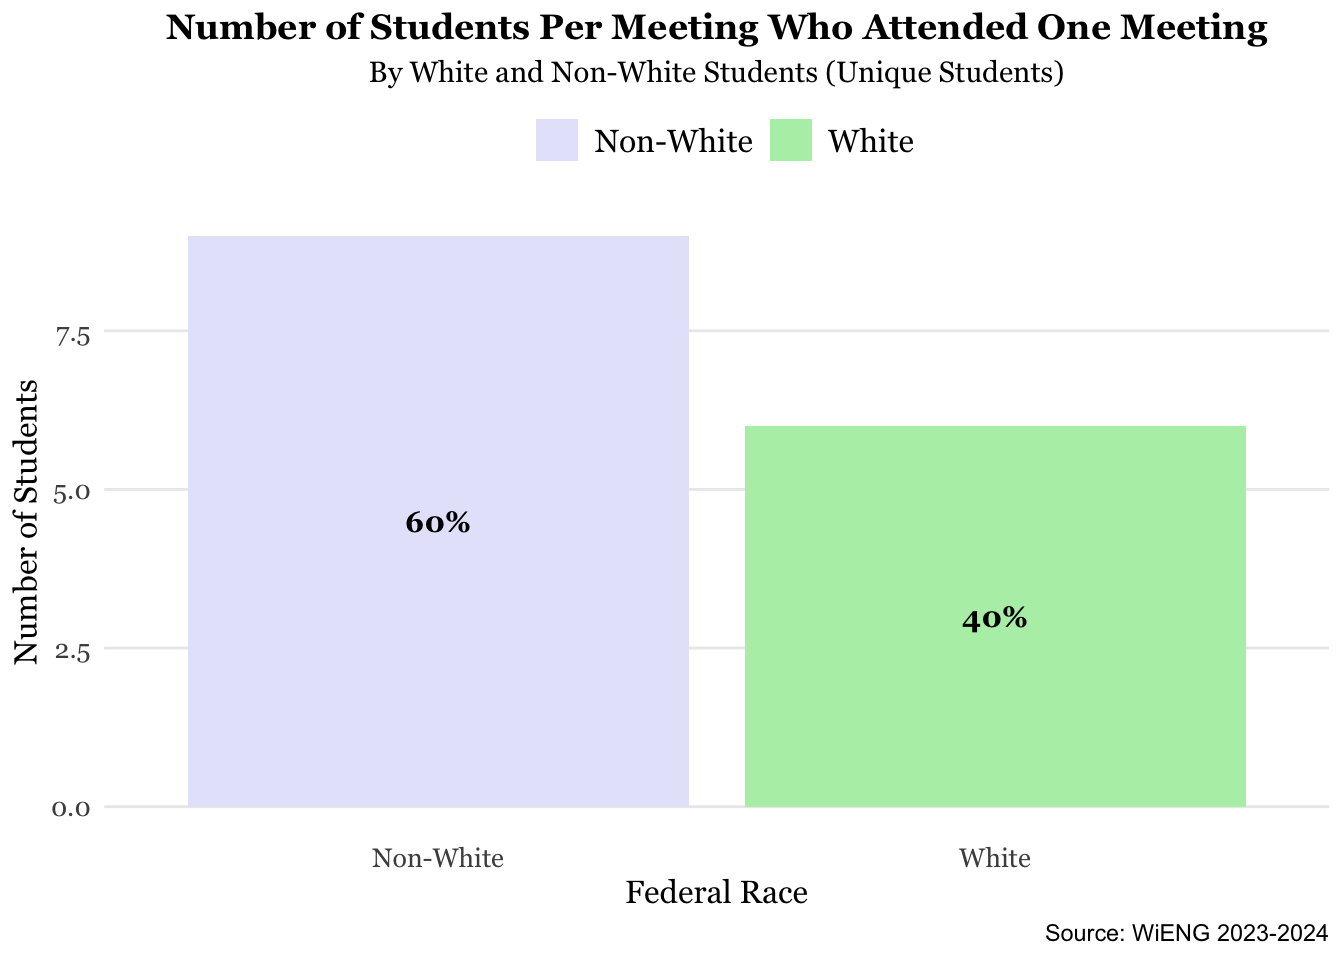 Number of Students Per Meeting Who Attended One Meeting
By White and Non-White Students (Unique Students)
Non-White White
7.5
5.0
2.5
0.0
Number of Students
60%
40%
Non-White White
Federal Race
Source: WiENG 2023-2024